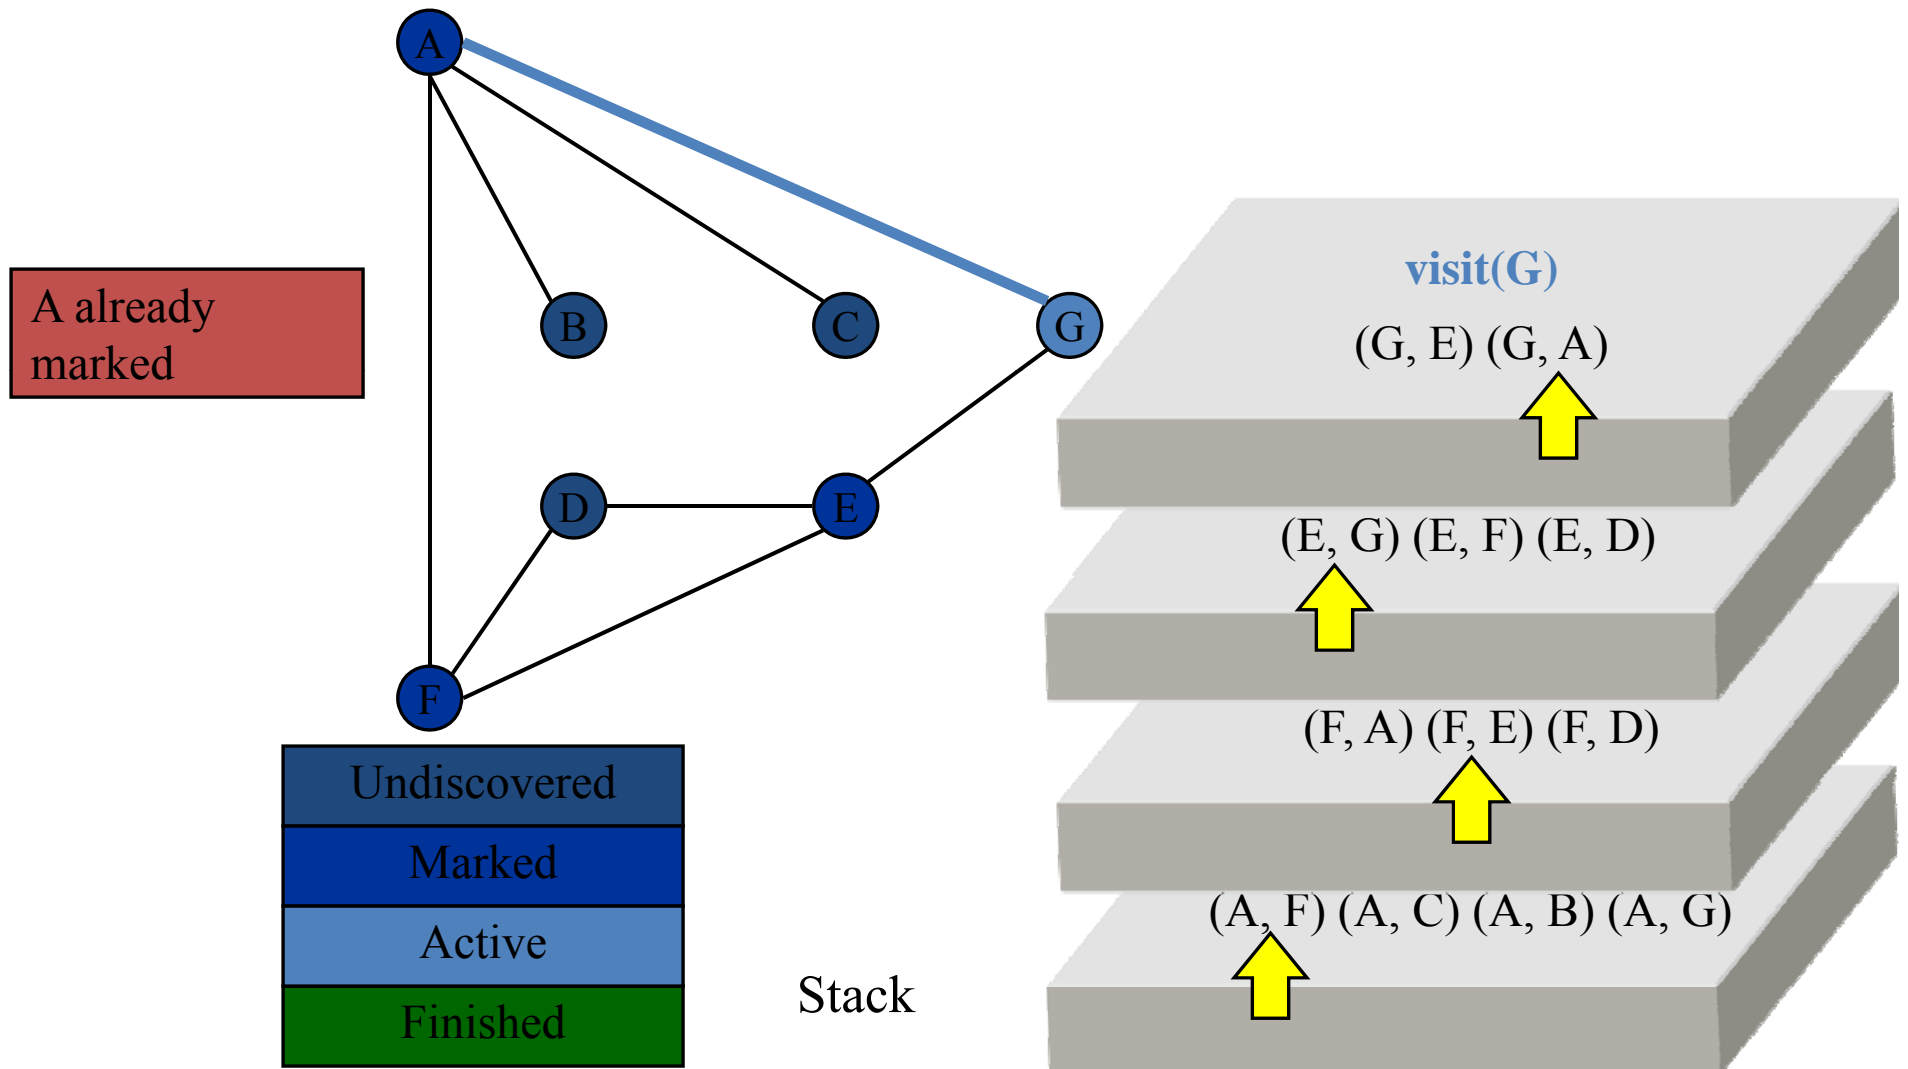 A
A already
marked
B
C
G
D
E
F
Undiscovered
Marked
Active
Finished
Stack
visit(G)
(G, E) (G, A)
(E, G) (E, F) (E, D)
(F, A) (F, E) (F, D)
(A, F) (A, C) (A, B) (A, G)